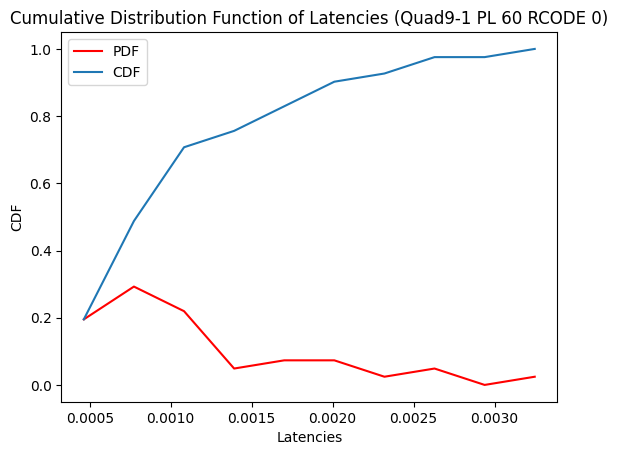 Cumulative Distribution Function of Latencies (Quad9-1 PL 60 RCODE 0)
PDF
CDF
1.0
0.8
0.6
0.4
0.2
0.0
CDF
0.0005 0.0010 0.0015 0.0020 0.0025 0.0030
Latencies